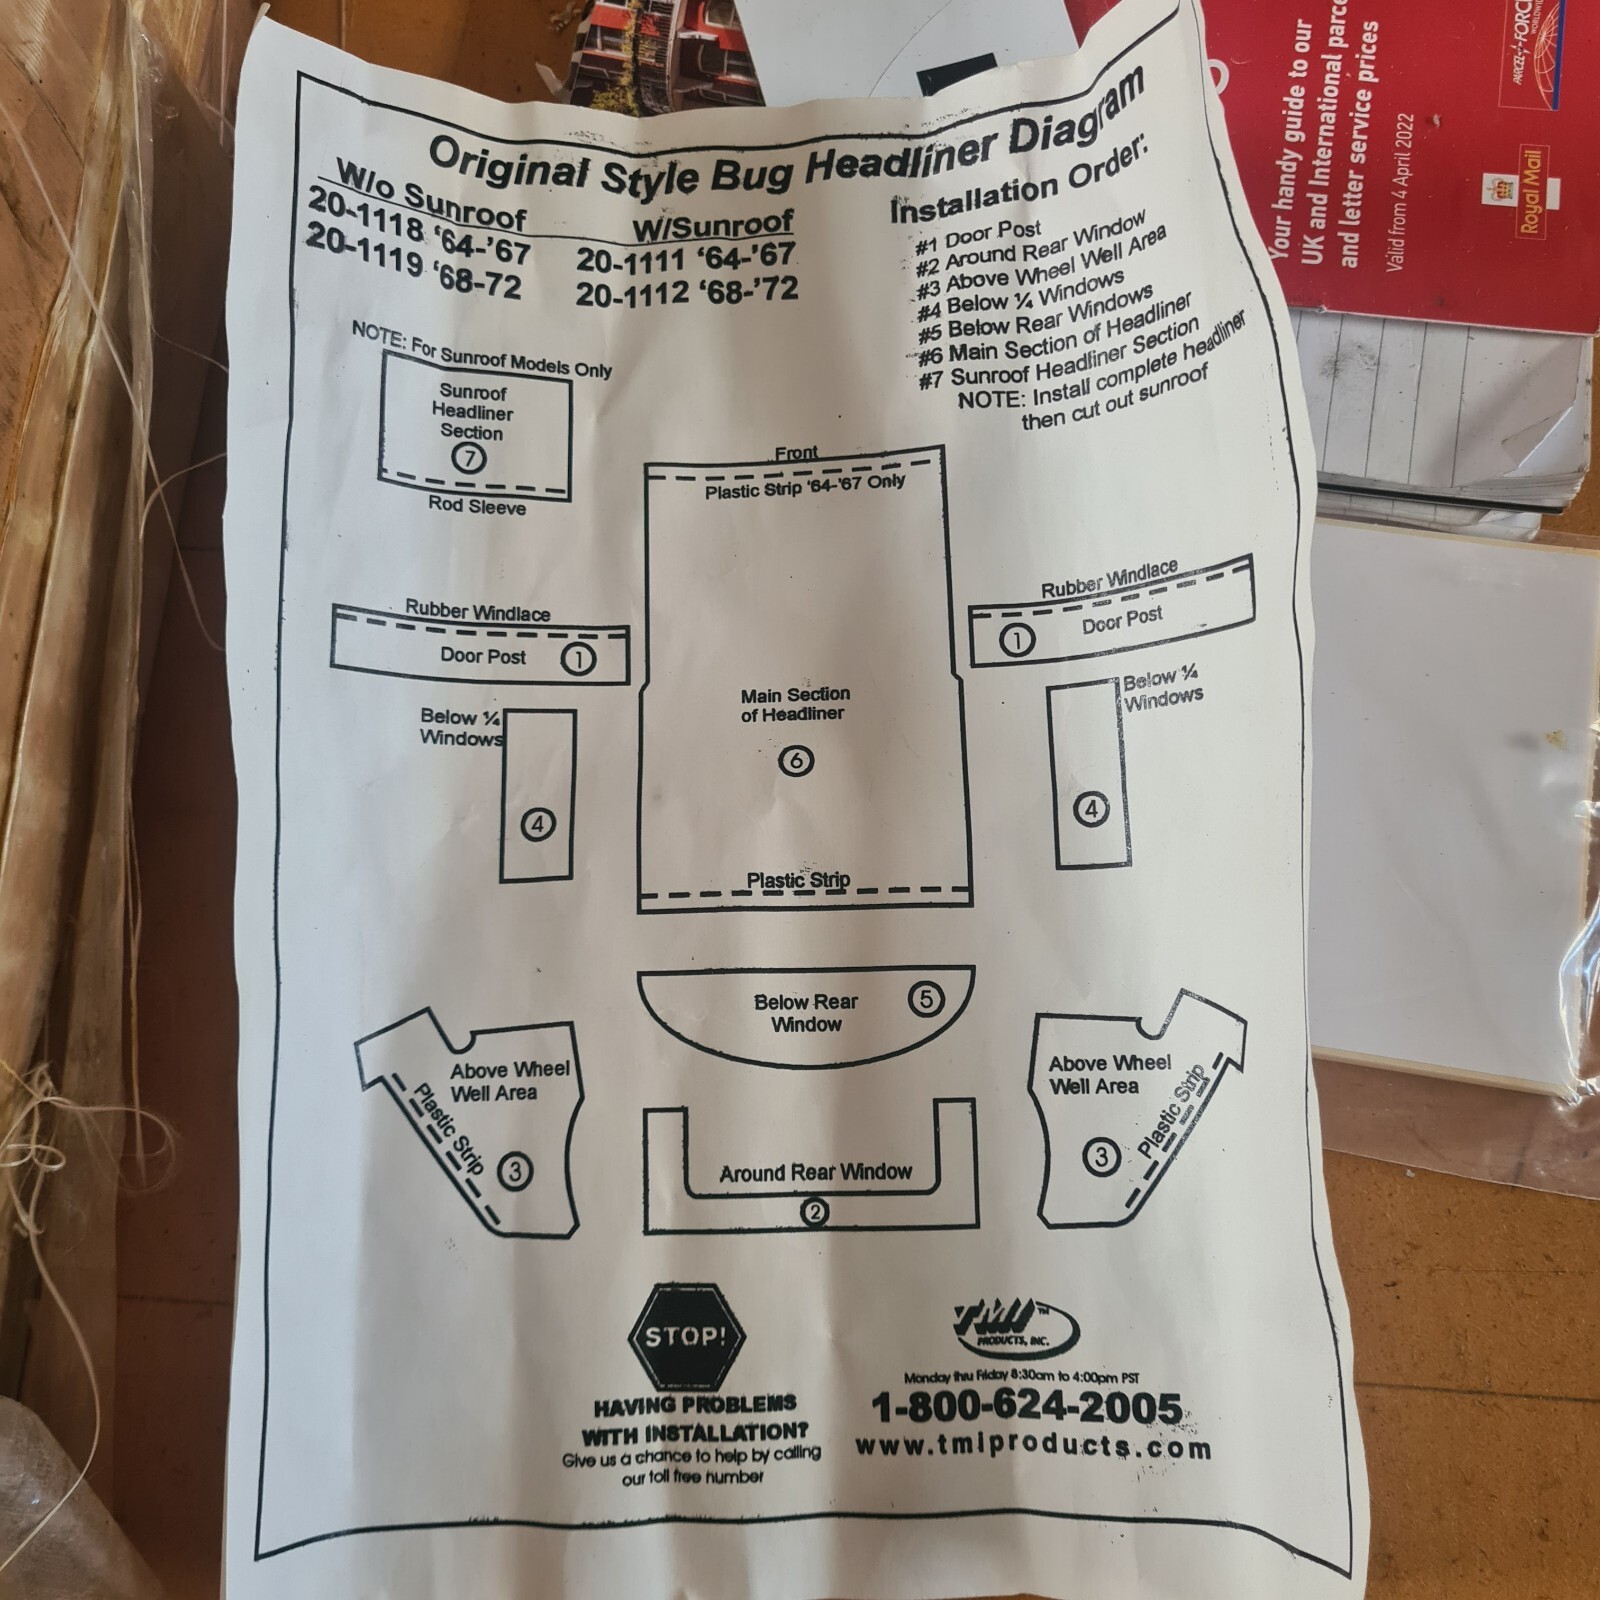 Original Style Bug Headliner Diagram
W/o Sunroof
20-1118 ‘64-’67
20-1119 ‘68-72
W/Sunroof
20-1111 ‘64-’67
20-1112 ‘68-’72
Installation Order:
#1 Door Post
#2 Around Rear Window
#3 Above Wheel Well Area
#4 Below ¼ Windows
#5 Below Rear Windows
#6 Main Section of Headliner
#7 Sunroof Headliner Section
NOTE: Install complete headliner
then cut out sunroof
NOTE: For Sunroof Models Only
Sunroof
Headliner
Section
7
Rod Sleeve
Front
Plastic Strip ‘64-’67 Only
Rubber Windlace
Door Post 1
Rubber Windlace
1 Door Post
Below ¼
Windows
4
Main Section
of Headliner
6
Below ¼
Windows
4
Plastic Strip
Below Rear
Window
5
Above Wheel
Well Area
Plastic Strip
3
Above Wheel
Well Area
Plastic Strip
3
Around Rear Window
2
STOP!
HAVING PROBLEMS
WITH INSTALLATION?
Give us a chance to help by calling
our toll free number
TMI™
PRODUCTS, INC.
Monday thru Friday 8:30am to 4:00pm PST
1-800-624-2005
www.tmiproducts.com
Your handy guide to our
UK and International parce
and letter service prices
Valid from 4 April 2022
PARCEL FORC
WORLDWID
Royal Mail